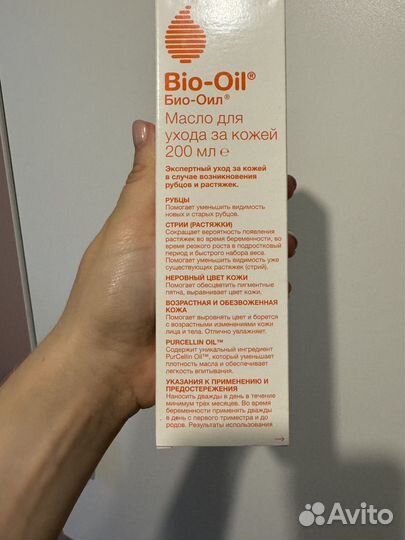 Bio-Oil®
Био-Оил®
Масло для
ухода за кожей
200 мл ℮
Экспертный уход за кожей
в случае возникновения
рубцов и растяжек.
РУБЦЫ
Помогает уменьшить видимость
новых и старых рубцов.
СТРИИ (РАСТЯЖКИ)
Сокращает вероятность появления
растяжек во время беременности, во
время резкого роста в подростковый
период и быстрого набора веса.
Помогает уменьшить видимость уже
существующих растяжек (стрий).
НЕРОВНЫЙ ЦВЕТ КОЖИ
Помогает обесцветить пигментные
пятна, выравнивает цвет кожи.
ВОЗРАСТНАЯ И ОБЕЗВОЖЕННАЯ
КОЖА
Помогает выровнять цвет и борется
с возрастными изменениями кожи
лица и тела. Отлично увлажняет.
PURCELLIN OIL™
Содержит уникальный ингредиент
PurCellin Oil™, который уменьшает
плотность масла и обеспечивает
легкость впитывания.
УКАЗАНИЯ К ПРИМЕНЕНИЮ И
ПРЕДОСТЕРЕЖЕНИЯ
Наносить дважды в день в течение
минимум трёх месяцев. Во время
беременности применять дважды
в день с первого триместра и до
родов. Результаты использования
Avito